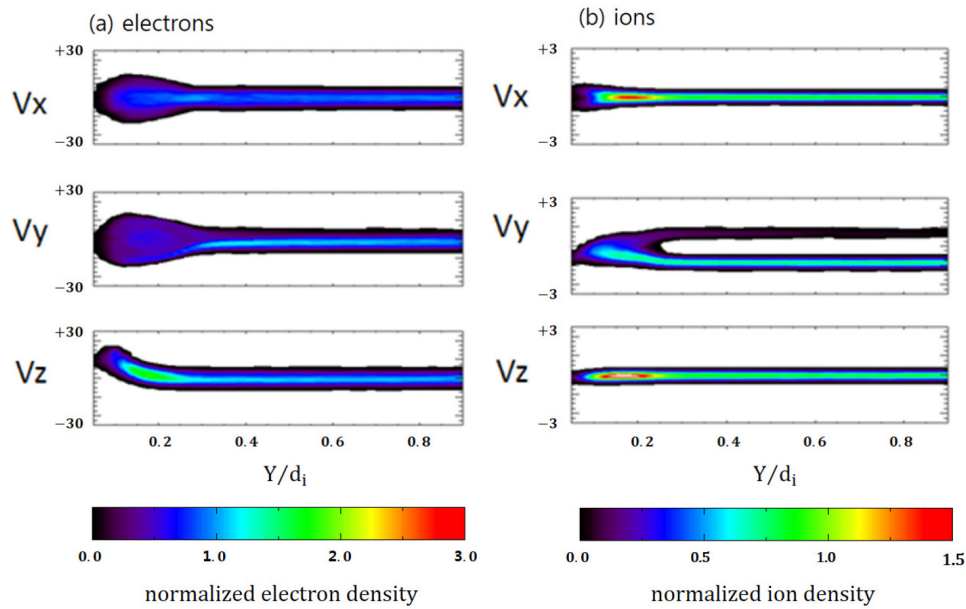 (a) electrons
(b) ions
+30
Vx
−30
+3
Vx
−3
+30
Vy
−30
+3
Vy
−3
+30
Vz
−30
+3
Vz
+3
0.2 0.4 0.6 0.8
0.2 0.4 0.6 0.8
Y/di
Y/di
0.0 1.0 2.0 3.0
0.0 0.5 1.0 1.5
normalized electron density
normalized ion density